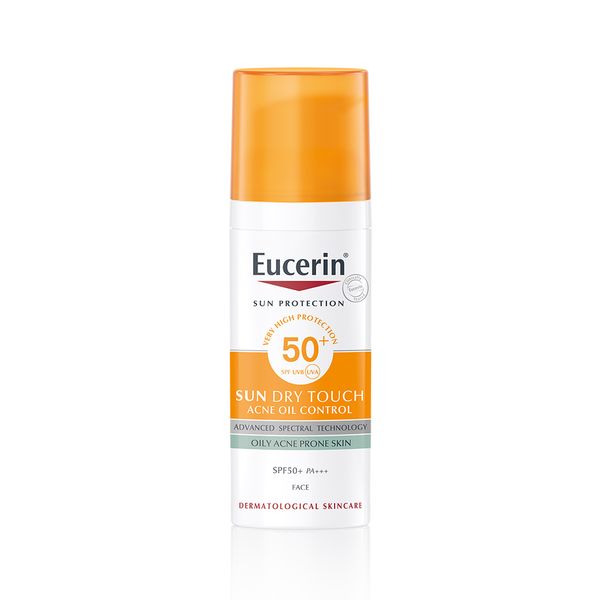 Eucerin®
SUN PROTECTION
VERY HIGH PROTECTION
50+
SPF·UVB UVA
SUN DRY TOUCH
ACNE OIL CONTROL
ADVANCED SPECTRAL TECHNOLOGY
OILY ACNE PRONE SKIN
SPF50+ PA+++
FACE
DERMATOLOGICAL SKINCARE